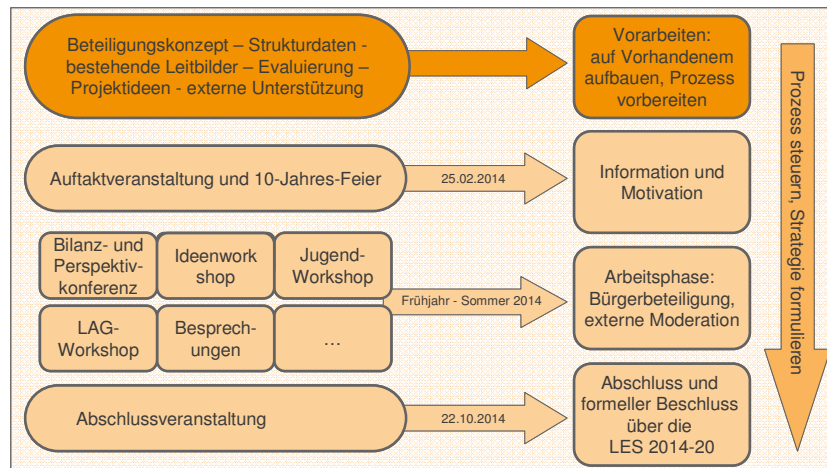 Beteiligungskonzept – Strukturdaten -
bestehende Leitbilder – Evaluierung –
Projektideen - externe Unterstützung
Vorarbeiten:
auf Vorhandenem
aufbauen, Prozess
vorbereiten
Auftaktveranstaltung und 10-Jahres-Feier
25.02.2014
Information und
Motivation
Bilanz- und
Perspektiv-
konferenz
Ideenwork
shop
Jugend-
Workshop
LAG-
Workshop
Besprech-
ungen
…
Frühjahr - Sommer 2014
Arbeitsphase:
Bürgerbeteiligung,
externe Moderation
Abschlussveranstaltung
22.10.2014
Abschluss und
formeller Beschluss
über die
LES 2014-20
Prozess steuern, Strategie formulieren